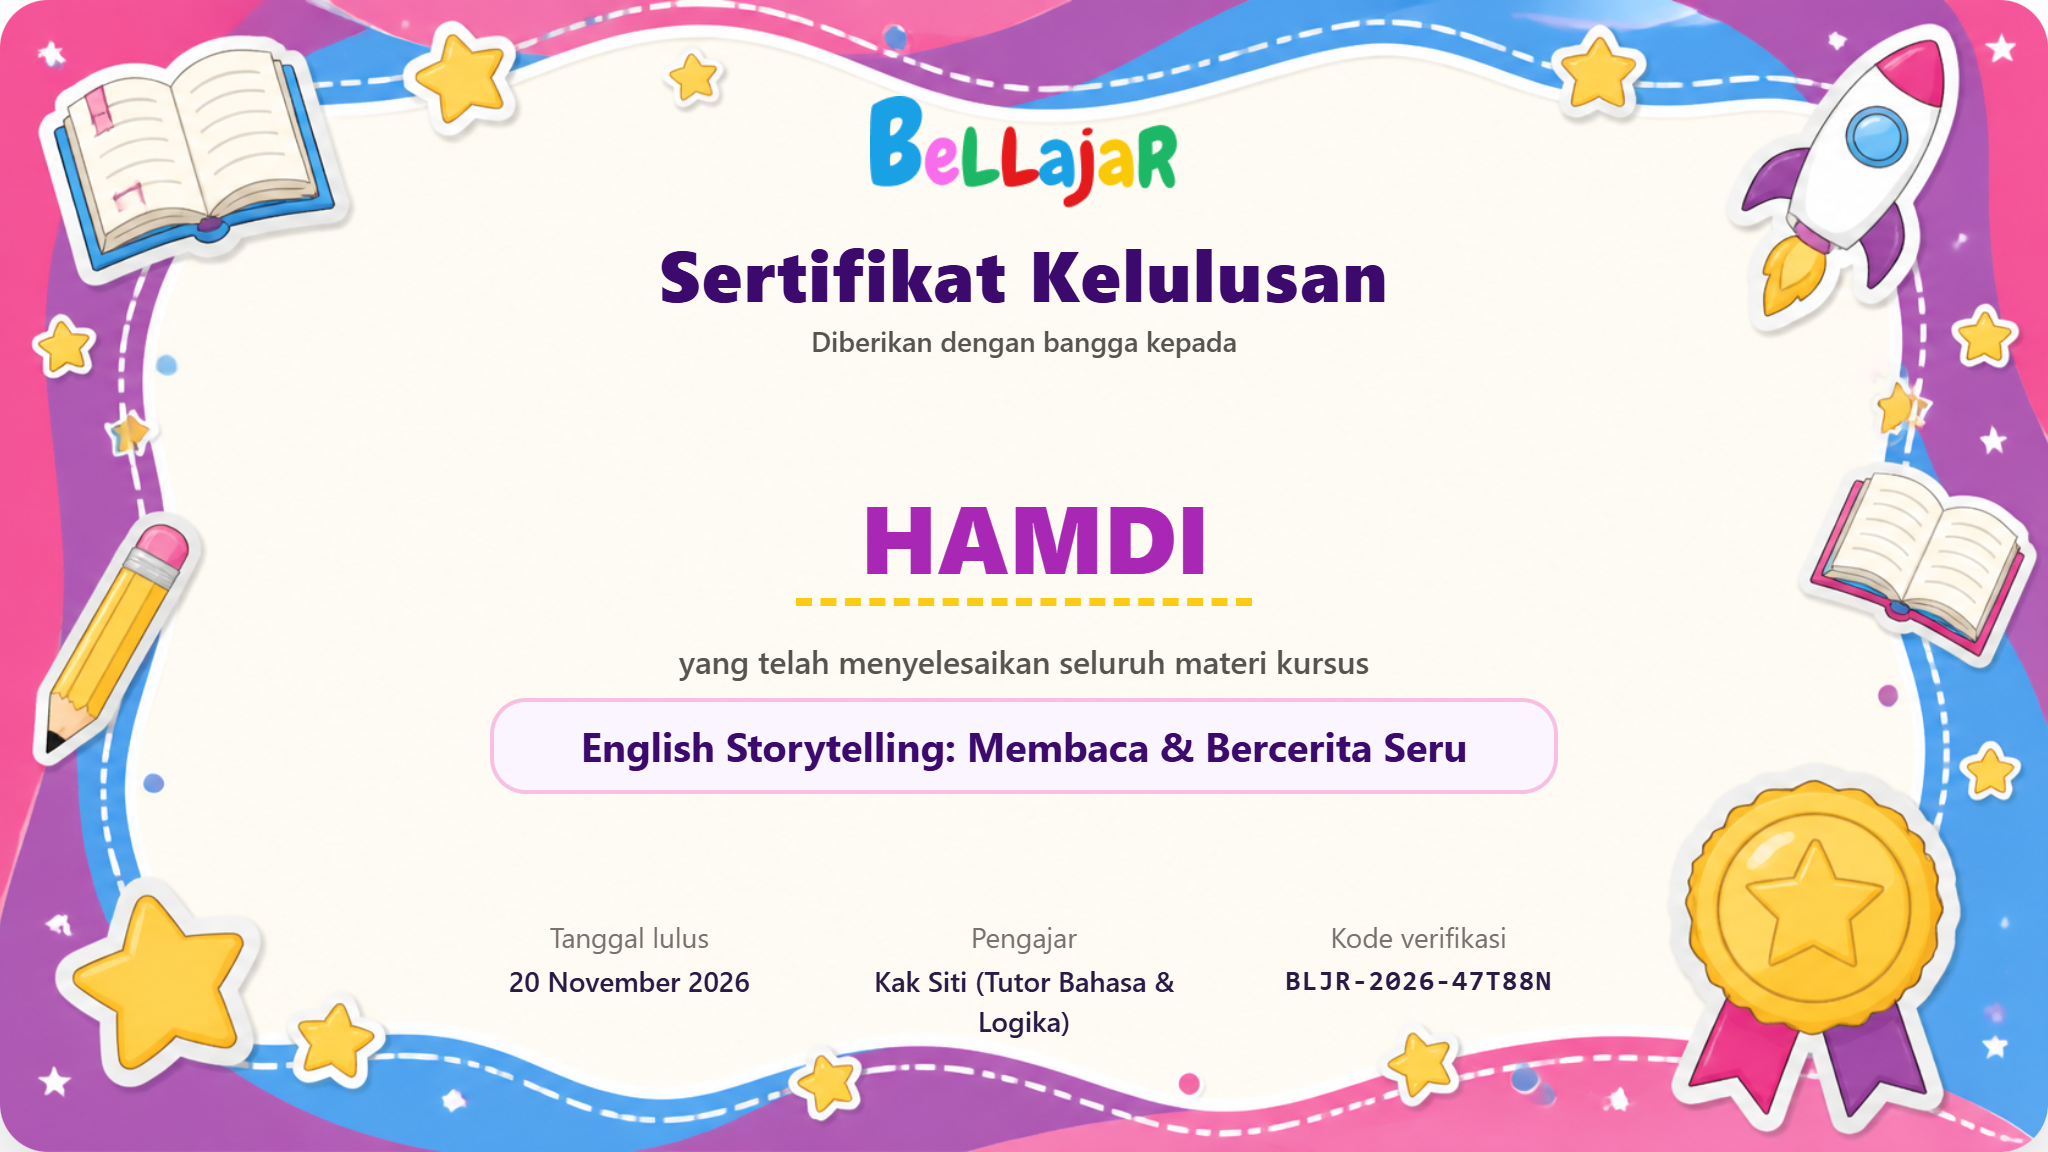 BeLLajaR
Sertifikat Kelulusan
Diberikan dengan bangga kepada
HAMDI
yang telah menyelesaikan seluruh materi kursus
English Storytelling: Membaca & Bercerita Seru
Tanggal lulus
20 November 2026
Pengajar
Kak Siti (Tutor Bahasa &
Logika)
Kode verifikasi
BLJR-2026-47T88N